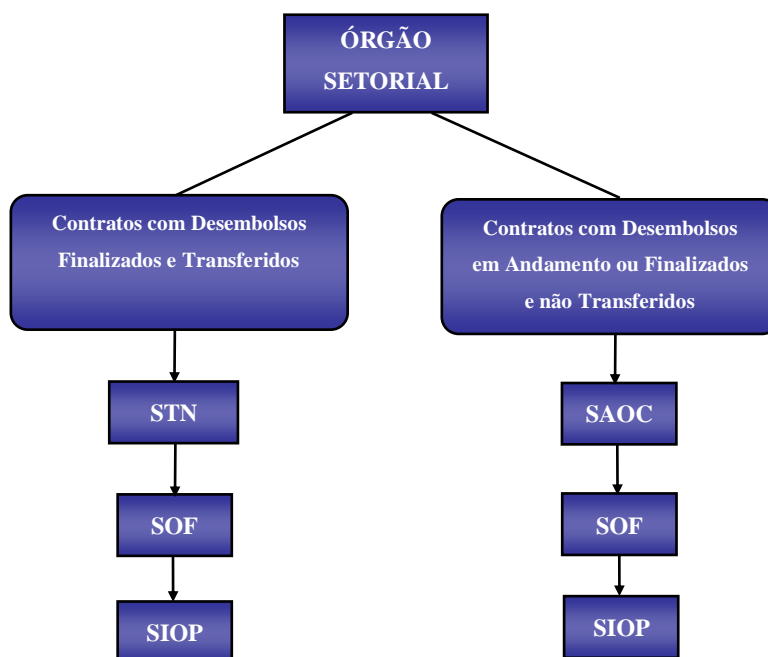 ÓRGÃO
SETORIAL
Contratos com Desembolsos
Finalizados e Transferidos
Contratos com Desembolsos
em Andamento ou Finalizados
e não Transferidos
STN
SAOC
SOF
SOF
SIOP
SIOP